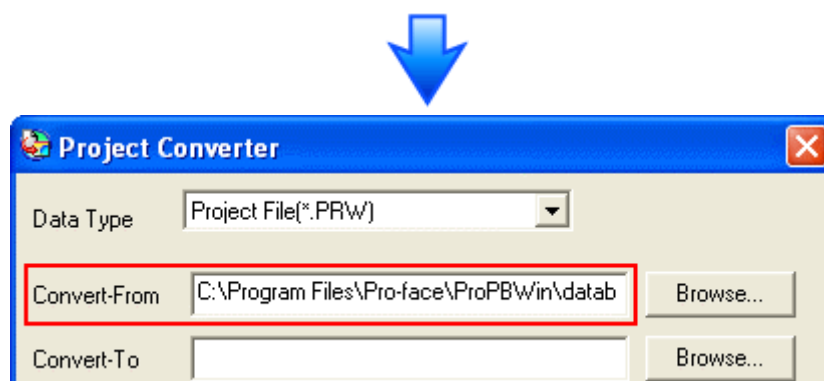 Project Converter
Data Type Project File(*.PRW)
Convert-From C:\Program Files\Pro-face\ProPBWin\datab Browse...
Convert-To Browse...